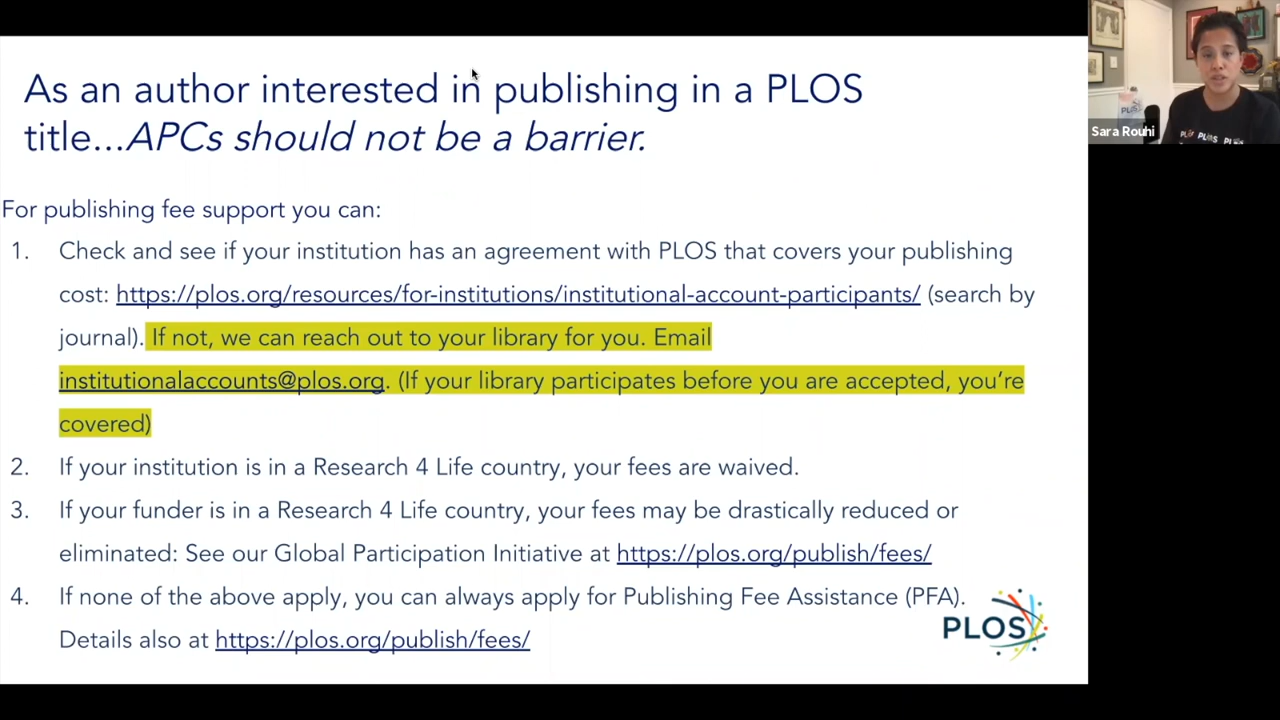 As an author interested in publishing in a PLOS
title...APCs should not be a barrier.
For publishing fee support you can:
1. Check and see if your institution has an agreement with PLOS that covers your publishing
cost: https://plos.org/resources/for-institutions/institutional-account-participants/ (search by
journal). If not, we can reach out to your library for you. Email
institutionalaccounts@plos.org. (If your library participates before you are accepted, you’re
covered)
2. If your institution is in a Research 4 Life country, your fees are waived.
3. If your funder is in a Research 4 Life country, your fees may be drastically reduced or
eliminated: See our Global Participation Initiative at https://plos.org/publish/fees/
4. If none of the above apply, you can always apply for Publishing Fee Assistance (PFA).
Details also at https://plos.org/publish/fees/
PLOS
Sara Rouhi
PLOS
PLOS